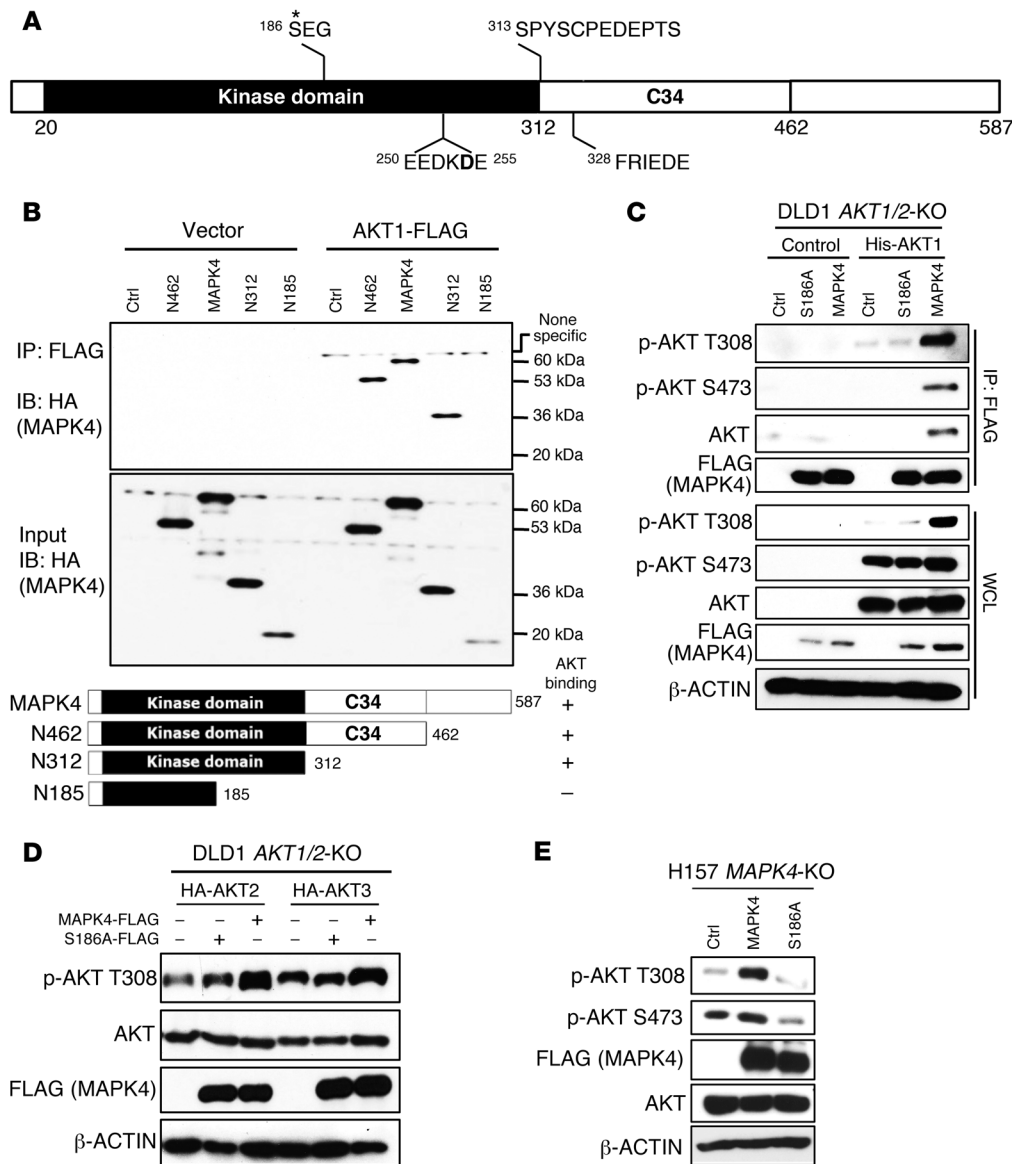 A
*
186 SEG
313 SPYSCPEDEPTS
Kinase domain
C34
20
312
462
587
250 EEDKDE 255
328 FRIEDE
B
Vector
AKT1-FLAG
Ctrl
N462
MAPK4
N312
N185
Ctrl
N462
MAPK4
N312
N185
IP: FLAG
IB: HA
(MAPK4)
None
specific
60 kDa
53 kDa
36 kDa
20 kDa
Input
IB: HA
(MAPK4)
60 kDa
53 kDa
36 kDa
20 kDa
AKT
binding
MAPK4 Kinase domain C34 587 +
N462 Kinase domain C34 462 +
N312 Kinase domain 312 +
N185 185 –
C
DLD1 AKT1/2-KO
Control His-AKT1
Ctrl
S186A
MAPK4
Ctrl
S186A
MAPK4
p-AKT T308
p-AKT S473
AKT
FLAG
(MAPK4)
IP: FLAG
p-AKT T308
p-AKT S473
AKT
FLAG
(MAPK4)
β-ACTIN
WCL
D
DLD1 AKT1/2-KO
HA-AKT2 HA-AKT3
MAPK4-FLAG – – + – – +
S186A-FLAG – + – – + –
p-AKT T308
AKT
FLAG (MAPK4)
β-ACTIN
E
H157 MAPK4-KO
Ctrl
MAPK4
S186A
p-AKT T308
p-AKT S473
FLAG (MAPK4)
AKT
β-ACTIN